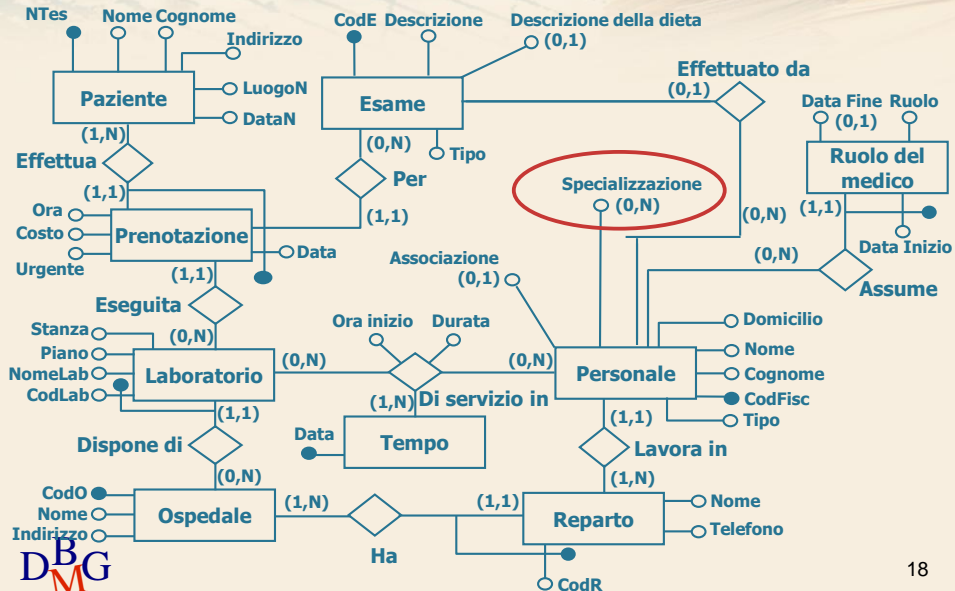 NTes
Nome Cognome
Indirizzo
LuogoN
DataN
Paziente
(1,N)
Effettua
(1,1)
CodE Descrizione
Descrizione della dieta
(0,1)
Esame
(0,N)
Tipo
Per
(1,1)
Effettuato da
(0,1)
(0,N)
Data Fine Ruolo
(0,1)
Ruolo del
medico
(1,1)
Data Inizio
(0,N)
Assume
Specializzazione
(0,N)
Ora
Costo
Urgente
Prenotazione
Data
(1,1)
Eseguita
(0,N)
Associazione
(0,1)
Stanza
Piano
NomeLab
CodLab
Laboratorio
(0,N)
Ora inizio
Durata
(0,N)
(1,N)
Di servizio in
Data
Tempo
Personale
Domicilio
Nome
Cognome
CodFisc
Tipo
(1,1)
Dispone di
(0,N)
(1,1)
Lavora in
(1,N)
CodO
Nome
Indirizzo
Ospedale
(1,N)
Ha
(1,1)
Reparto
Nome
Telefono
CodR
DBMG
18